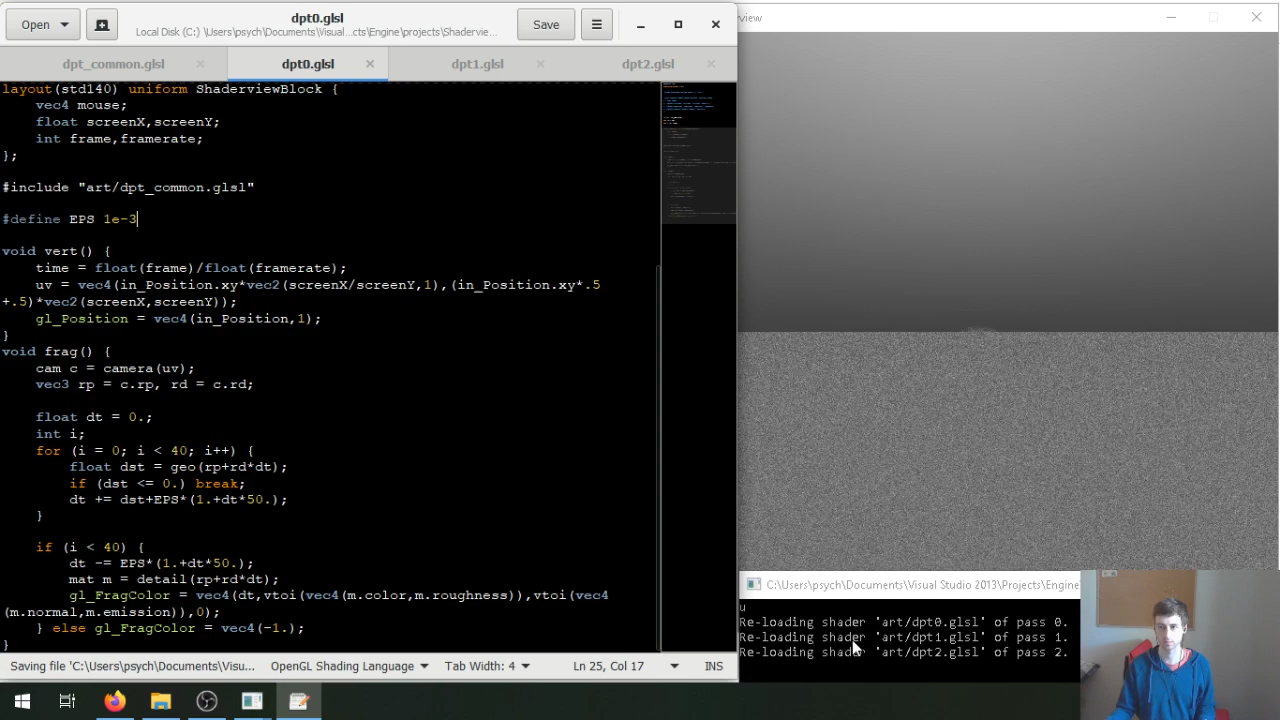 Open
dpt0.glsl
Local Disk (C:) \Users\psych\Documents\Visual ...cts\Engine\projects\Shadervie...
Save
view
dpt_common.glsl
dpt0.glsl
dpt1.glsl
dpt2.glsl
layout(std140) uniform ShaderviewBlock {
    vec4 mouse;
    float screenX,screenY;
    int frame,framerate;
};
#include "art/dpt_common.glsl"
#define EPS 1e-3
void vert() {
    time = float(frame)/float(framerate);
    uv = vec4(in_Position.xy*vec2(screenX/screenY,1),(in_Position.xy*.5
+.5)*vec2(screenX,screenY));
    gl_Position = vec4(in_Position,1);
}
void frag() {
    cam c = camera(uv);
    vec3 rp = c.rp, rd = c.rd;
    float dt = 0.;
    int i;
    for (i = 0; i < 40; i++) {
        float dst = geo(rp+rd*dt);
        if (dst <= 0.) break;
        dt += dst+EPS*(1.+dt*50.);
    }
    if (i < 40) {
        dt -= EPS*(1.+dt*50.);
        mat m = detail(rp+rd*dt);
        gl_FragColor = vec4(dt,vtoi(vec4(m.color,m.roughness)),vtoi(vec4
(m.normal,m.emission)),0);
    } else gl_FragColor = vec4(-1.);
}
Saving file 'C:\Users\psych\Documents\Visu...
OpenGL Shading Language
Tab Width: 4
Ln 25, Col 17
INS
C:\Users\psych\Documents\Visual Studio 2013\Projects\Engine
u
Re-loading shader 'art/dpt0.glsl' of pass 0.
Re-loading shader 'art/dpt1.glsl' of pass 1.
Re-loading shader 'art/dpt2.glsl' of pass 2.